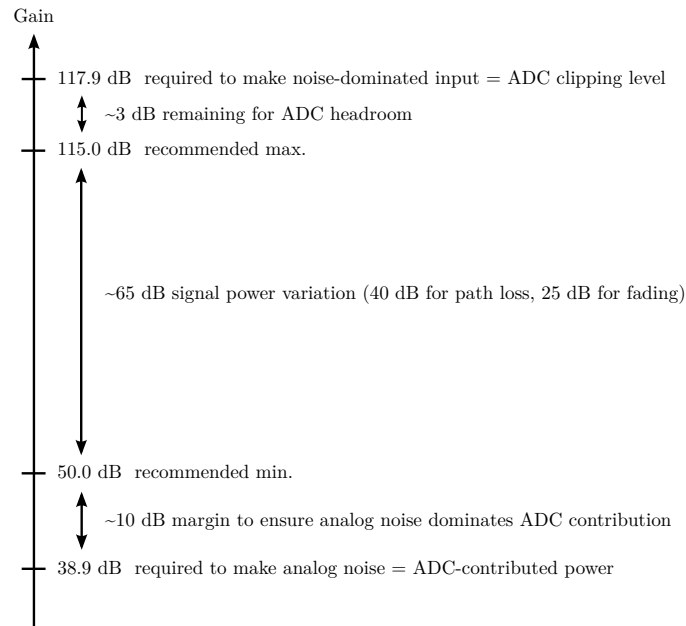 Gain
117.9 dB required to make noise-dominated input = ADC clipping level
~3 dB remaining for ADC headroom
115.0 dB recommended max.
~65 dB signal power variation (40 dB for path loss, 25 dB for fading)
50.0 dB recommended min.
~10 dB margin to ensure analog noise dominates ADC contribution
38.9 dB required to make analog noise = ADC-contributed power